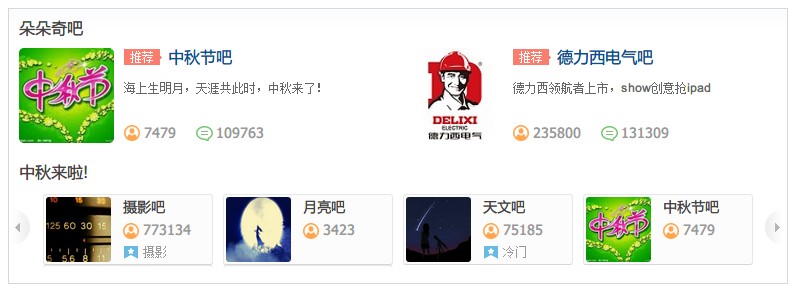 朵朵奇吧
中秋节
推荐 中秋节吧
海上生明月，天涯共此时，中秋来了!
7479 109763
DELIXI
ELECTRIC
德力西电气
推荐 德力西电气吧
德力西领航者上市，show创意抢ipad
235800 131309
中秋来啦!
125 60 30 15
摄影吧
773134
摄影
月亮吧
3423
天文吧
75185
冷门
中秋节
中秋节吧
7479